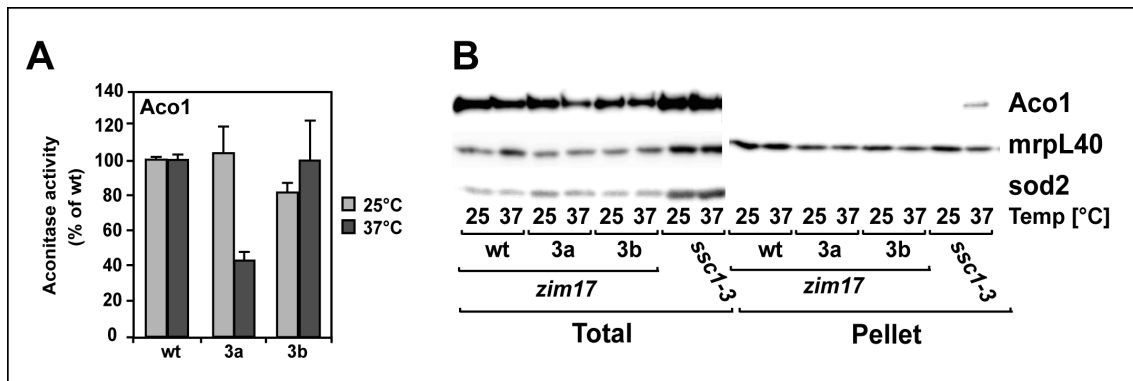 A
Aconitase activity
(% of wt)
140
120
100
80
60
40
20
0
Aco1
wt 3a 3b
25°C
37°C
B
Aco1
mrpL40
sod2
25 37 25 37 25 37 25 37 25 37 25 37 25 37 25 37 Temp [°C]
wt 3a 3b ssc1-3 wt 3a 3b ssc1-3
zim17 zim17
Total Pellet